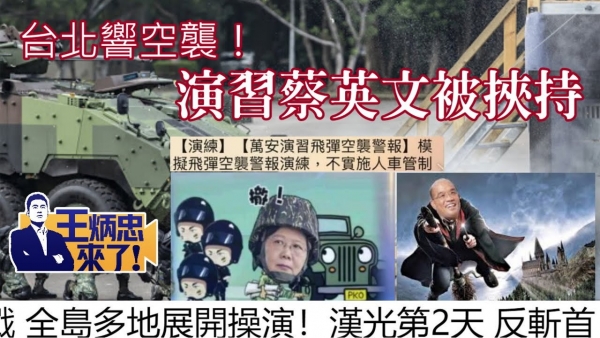 台北響空襲！
演習蔡英文被挾持
【演練】【萬安演習飛彈空襲警報】模
擬飛彈空襲警報演練，不實施人車管制
撤！
PKO
王炳忠
來了!
戰 全島多地展開操演！漢光第2天 反斬首